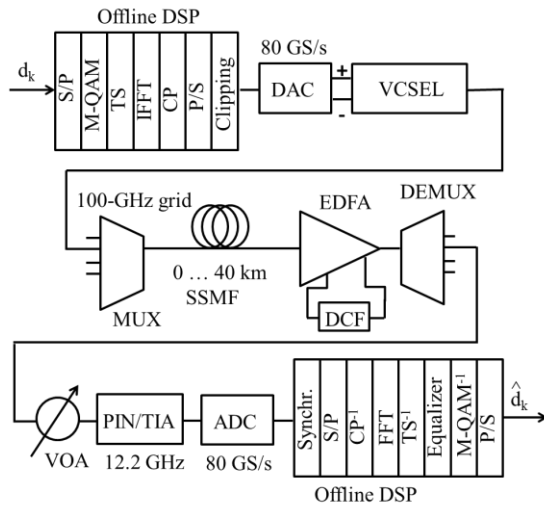 Offline DSP
d_k
S/P
M-QAM
TS
IFFT
CP
P/S
Clipping
80 GS/s
DAC
+
-
VCSEL
100-GHz grid
MUX
0 ... 40 km
SSMF
EDFA
DCF
DEMUX
VOA
PIN/TIA
12.2 GHz
ADC
80 GS/s
Synchr.
S/P
CP⁻¹
FFT
TS⁻¹
Equalizer
M-QAM⁻¹
P/S
d̂_k
Offline DSP